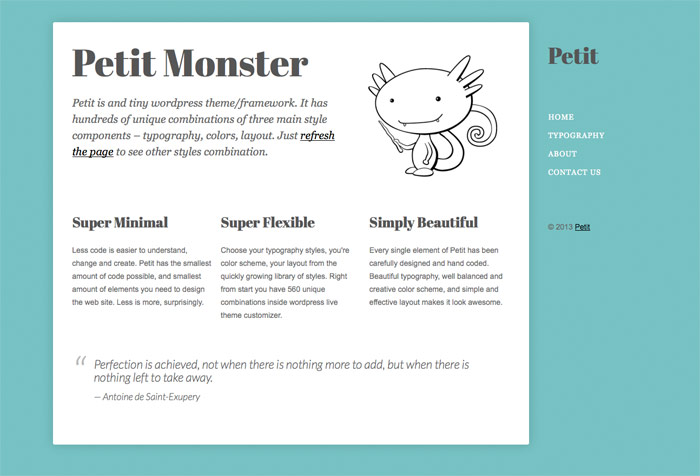 Petit Monster
Petit is and tiny wordpress theme/framework. It has
hundreds of unique combinations of three main style
components – typography, colors, layout. Just refresh
the page to see other styles combination.
Super Minimal
Less code is easier to understand,
change and create. Petit has the smallest
amount of code possible, and smallest
amount of elements you need to design
the web site. Less is more, surprisingly.
Super Flexible
Choose your typography styles, you're
color scheme, your layout from the
quickly growing library of styles. Right
from start you have 560 unique
combinations inside wordpress live
theme customizer.
Simply Beautiful
Every single element of Petit has been
carefully designed and hand coded.
Beautiful typography, well balanced and
creative color scheme, and simple and
effective layout makes it look awesome.
“ Perfection is achieved, not when there is nothing more to add, but when there is
nothing left to take away.
— Antoine de Saint-Exupery
Petit
HOME
TYPOGRAPHY
ABOUT
CONTACT US
© 2013 Petit